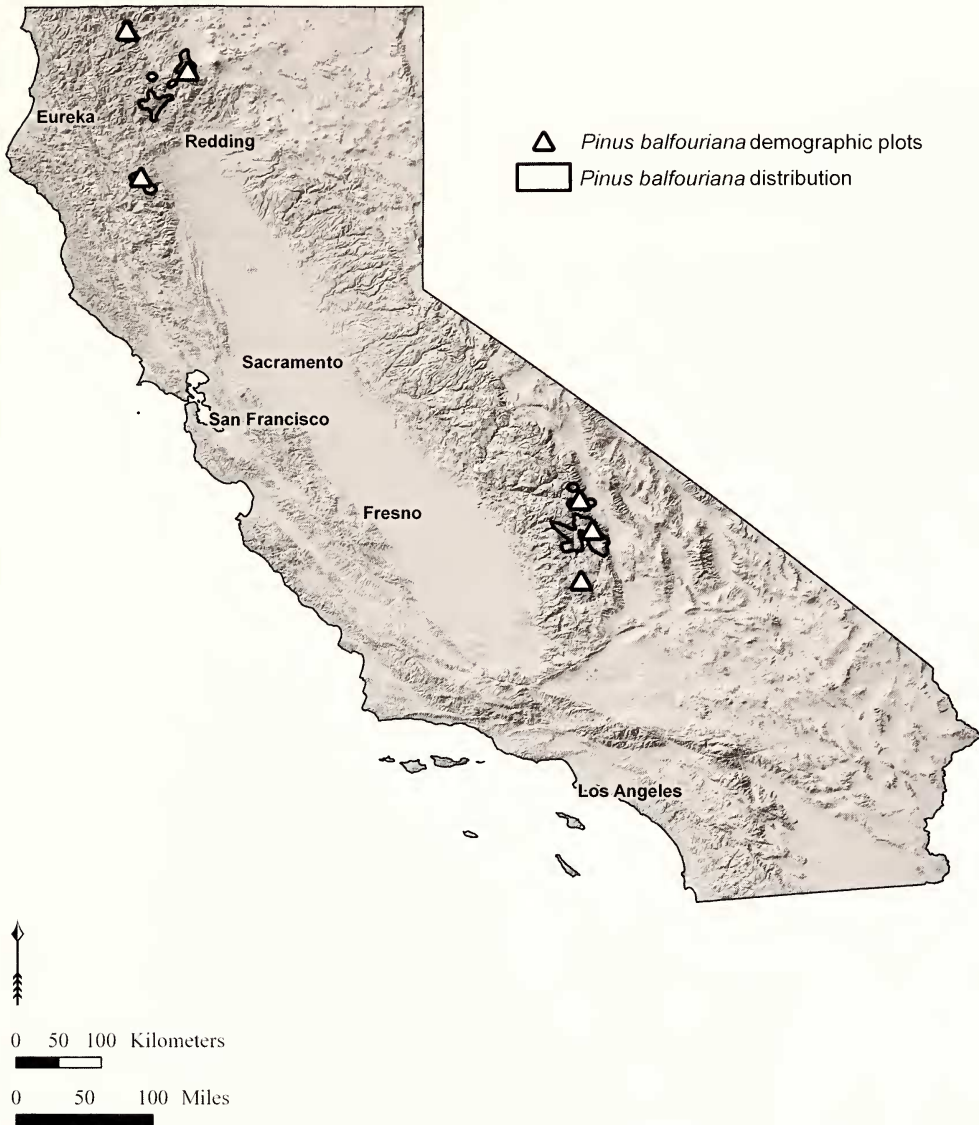 Eureka
Redding
Pinus balfouriana demographic plots
Pinus balfouriana distribution
Sacramento
San Francisco
Fresno
Los Angeles
0 50 100 Kilometers
0 50 100 Miles